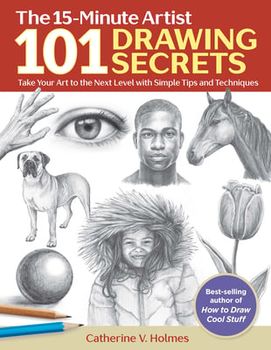 The 15-Minute Artist
101 DRAWING
SECRETS
Take Your Art to the Next Level with Simple Tips and Techniques
Best-selling
author of
How to Draw
Cool Stuff
Catherine V. Holmes